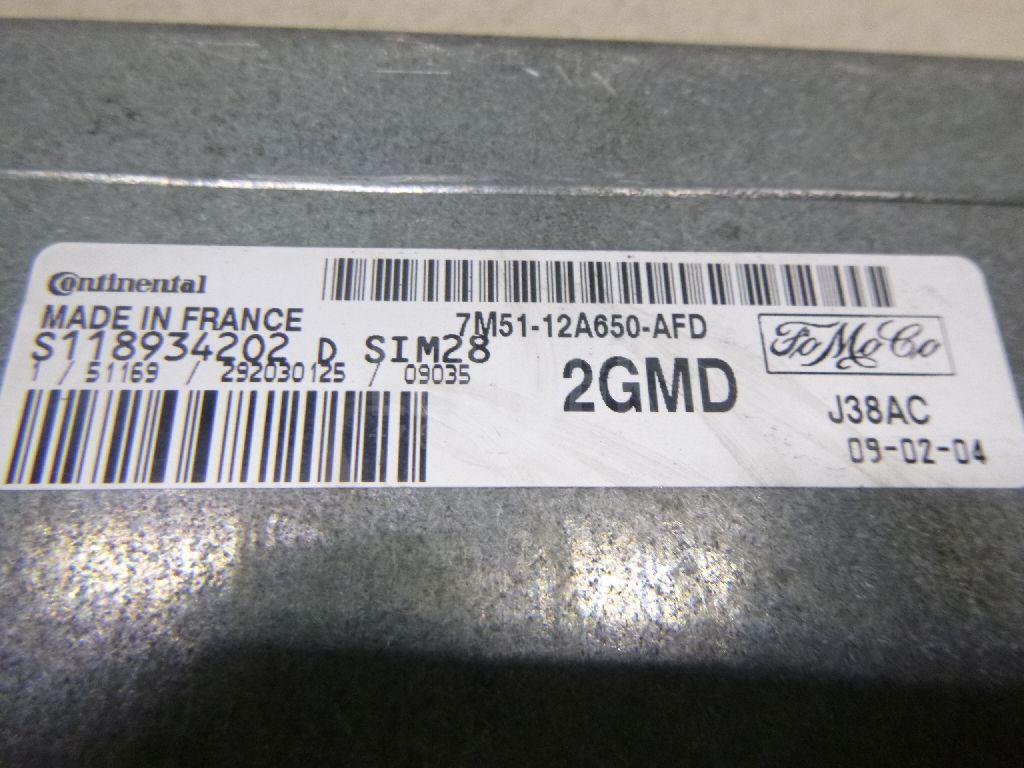 Continental
MADE IN FRANCE
S118934202 D SIM28
1 / 51169 / 292030125 / 09035
7M51-12A650-AFD
2GMD
FoMoCo
J38AC
09-02-04